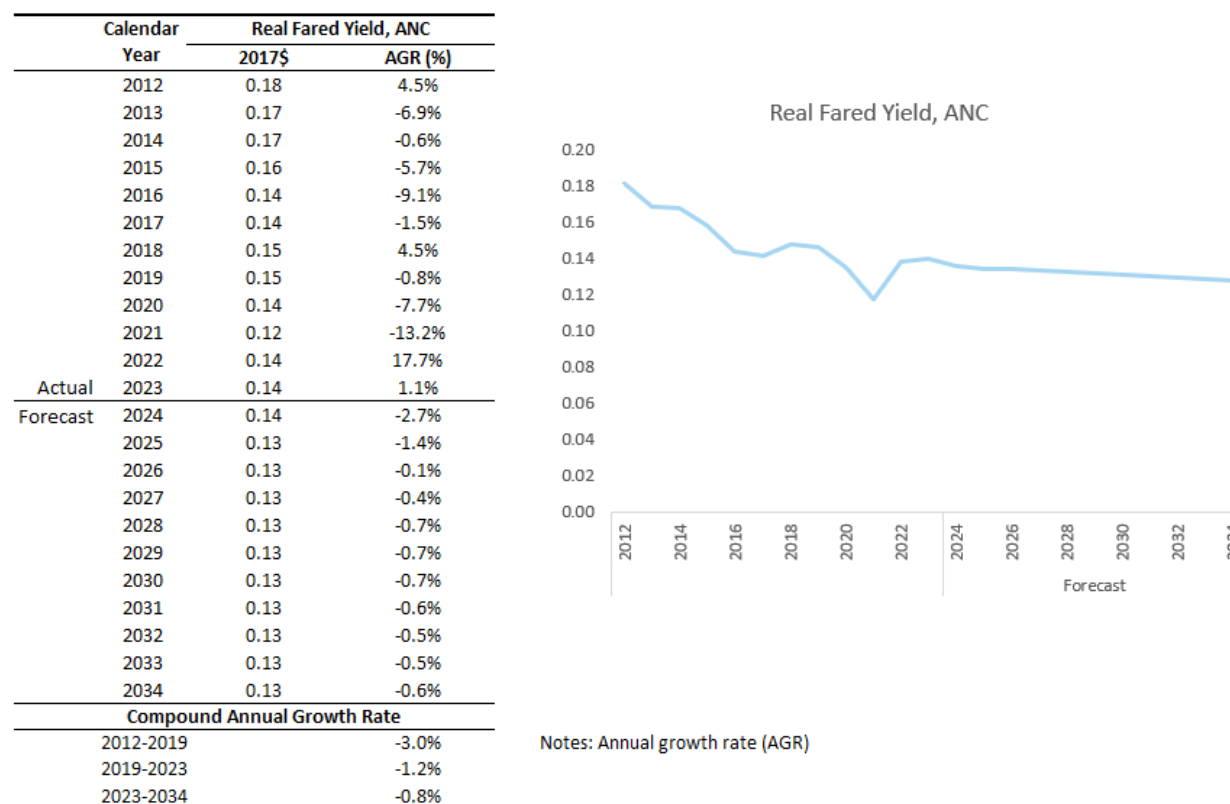 Calendar Real Fared Yield, ANC
Year 2017$ AGR (%)
2012 0.18 4.5%
2013 0.17 -6.9%
2014 0.17 -0.6%
2015 0.16 -5.7%
2016 0.14 -9.1%
2017 0.14 -1.5%
2018 0.15 4.5%
2019 0.15 -0.8%
2020 0.14 -7.7%
2021 0.12 -13.2%
2022 0.14 17.7%
Actual 2023 0.14 1.1%
Forecast 2024 0.14 -2.7%
2025 0.13 -1.4%
2026 0.13 -0.1%
2027 0.13 -0.4%
2028 0.13 -0.7%
2029 0.13 -0.7%
2030 0.13 -0.7%
2031 0.13 -0.6%
2032 0.13 -0.5%
2033 0.13 -0.5%
2034 0.13 -0.6%
Compound Annual Growth Rate
2012-2019 -3.0%
2019-2023 -1.2%
2023-2034 -0.8%
Real Fared Yield, ANC
0.20
0.18
0.16
0.14
0.12
0.10
0.08
0.06
0.04
0.02
0.00
2012 2014 2016 2018 2020 2022 2024 2026 2028 2030 2032
Forecast
Notes: Annual growth rate (AGR)